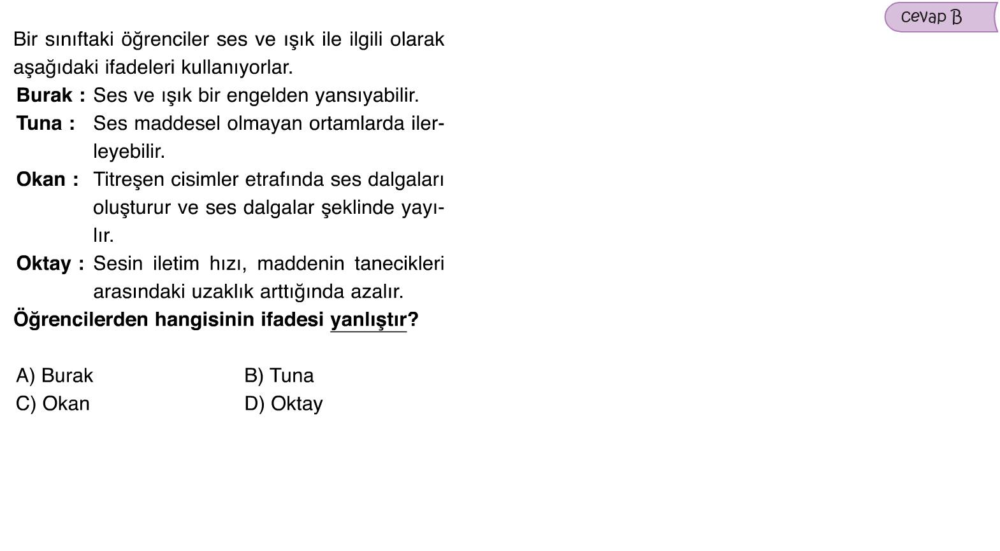 cevap B
Bir sınıftaki öğrenciler ses ve ışık ile ilgili olarak
aşağıdaki ifadeleri kullanıyorlar.
Burak : Ses ve ışık bir engelden yansıyabilir.
Tuna : Ses maddesel olmayan ortamlarda iler-
leyebilir.
Okan : Titreşen cisimler etrafında ses dalgaları
oluşturur ve ses dalgalar şeklinde yayı-
lır.
Oktay : Sesin iletim hızı, maddenin tanecikleri
arasındaki uzaklık arttığında azalır.
Öğrencilerden hangisinin ifadesi yanlıştır?
A) Burak B) Tuna
C) Okan D) Oktay